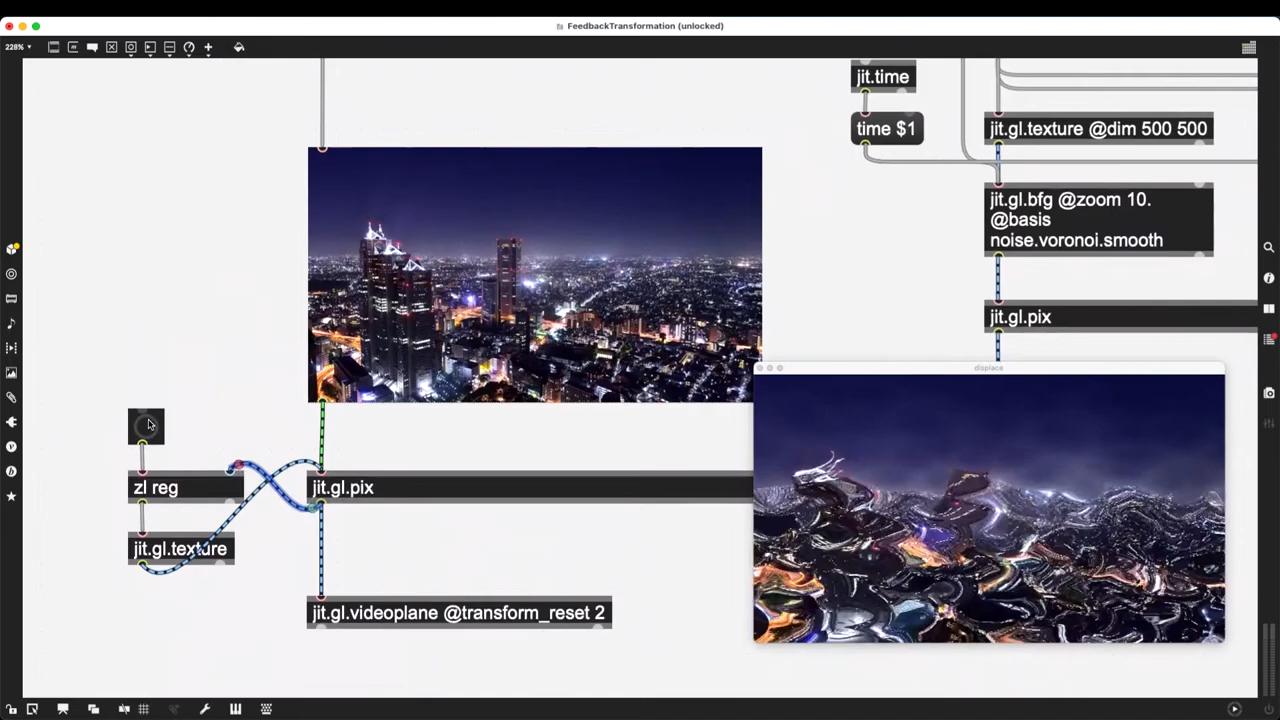 FeedbackTransformation (unlocked)
228%
jit.time
time $1
jit.gl.texture @dim 500 500
jit.gl.bfg @zoom 10.
@basis
noise.voronoi.smooth
jit.gl.pix
displace
zl reg
jit.gl.pix
jit.gl.texture
jit.gl.videoplane @transform_reset 2